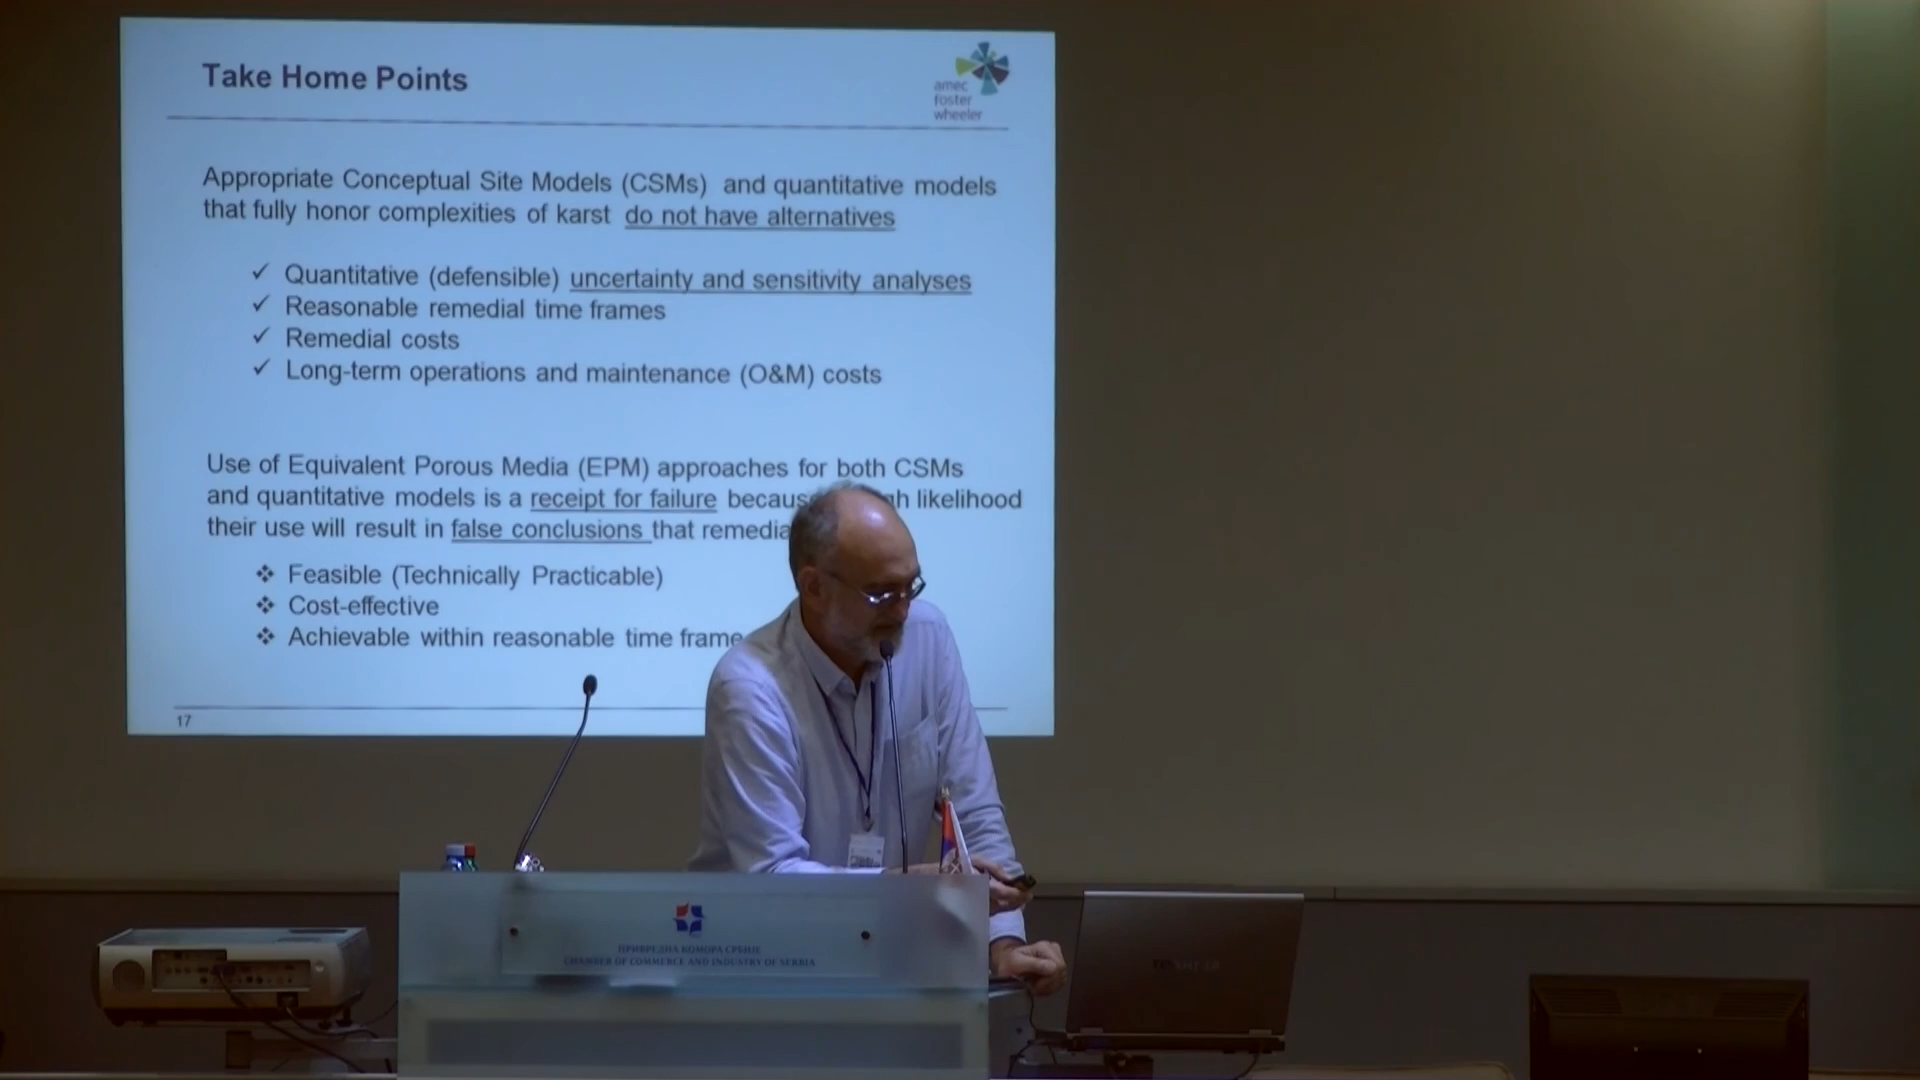 Take Home Points
amec
foster
wheeler
Appropriate Conceptual Site Models (CSMs) and quantitative models
that fully honor complexities of karst do not have alternatives
✓ Quantitative (defensible) uncertainty and sensitivity analyses
✓ Reasonable remedial time frames
✓ Remedial costs
✓ Long-term operations and maintenance (O&M) costs
Use of Equivalent Porous Media (EPM) approaches for both CSMs
and quantitative models is a receipt for failure likelihood
their use will result in false conclusions that
❖ Feasible (Technically Practicable)
❖ Cost-effective
❖ Achievable within reasonable time frame
17
ПРИВРЕДНА КОМОРА СРБИЈЕ
CHAMBER OF COMMERCE AND INDUSTRY OF SERBIA